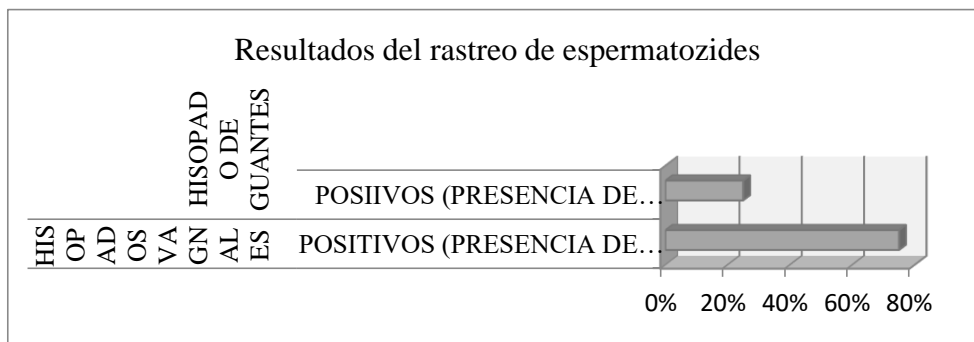 Resultados del rastreo de espermatozides
HISOPAD
O DE
GUANTES
POSIIVOS (PRESENCIA DE…
HIS
OP
AD
OS
VA
GN
AL
ES
POSITIVOS (PRESENCIA DE…
0% 20% 40% 60% 80%